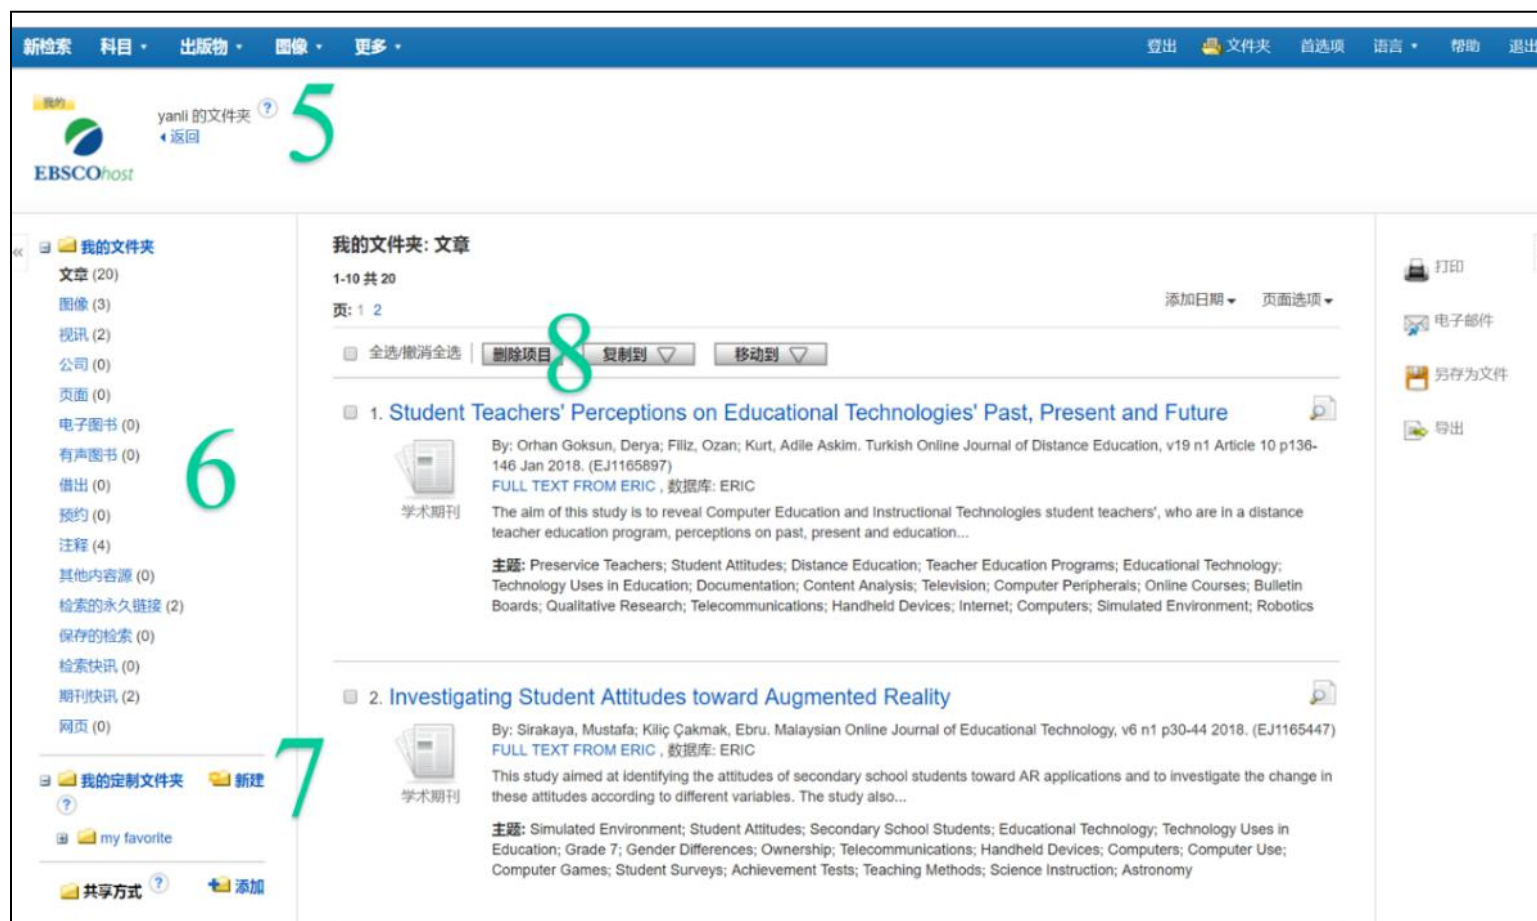 新检索 科目 出版物 图像 更多 登出 文件夹 首选项 语言 帮助 退出
我的
yanli 的文件夹 ?
返回
5
EBSCOhost
我的文件夹
文章 (20)
图像 (3)
视讯 (2)
公司 (0)
页面 (0)
电子图书 (0)
有声图书 (0)
借出 (0)
预约 (0)
注释 (4)
其他内容源 (0)
检索的永久链接 (2)
保存的检索 (0)
检索快讯 (0)
期刊快讯 (2)
网页 (0)
6
我的定制文件夹 新建
?
my favorite
7
共享方式 ? 添加
我的文件夹: 文章
1-10 共 20
页: 1 2
添加日期 页面选项
全选/撤消全选 删除项目 复制到 移动到
8
1. Student Teachers' Perceptions on Educational Technologies' Past, Present and Future
By: Orhan Goksun, Derya; Filiz, Ozan; Kurt, Adile Askim. Turkish Online Journal of Distance Education, v19 n1 Article 10 p136-
146 Jan 2018. (EJ1165897)
FULL TEXT FROM ERIC , 数据库: ERIC
学术期刊
The aim of this study is to reveal Computer Education and Instructional Technologies student teachers', who are in a distance
teacher education program, perceptions on past, present and education...
主题: Preservice Teachers; Student Attitudes; Distance Education; Teacher Education Programs; Educational Technology;
Technology Uses in Education; Documentation; Content Analysis; Television; Computer Peripherals; Online Courses; Bulletin
Boards; Qualitative Research; Telecommunications; Handheld Devices; Internet; Computers; Simulated Environment; Robotics
2. Investigating Student Attitudes toward Augmented Reality
By: Sirakaya, Mustafa; Kiliç Çakmak, Ebru. Malaysian Online Journal of Educational Technology, v6 n1 p30-44 2018. (EJ1165447)
FULL TEXT FROM ERIC , 数据库: ERIC
学术期刊
This study aimed at identifying the attitudes of secondary school students toward AR applications and to investigate the change in
these attitudes according to different variables. The study also...
主题: Simulated Environment; Student Attitudes; Secondary School Students; Educational Technology; Technology Uses in
Education; Grade 7; Gender Differences; Ownership; Telecommunications; Handheld Devices; Computers; Computer Use;
Computer Games; Student Surveys; Achievement Tests; Teaching Methods; Science Instruction; Astronomy
打印
电子邮件
另存为文件
导出